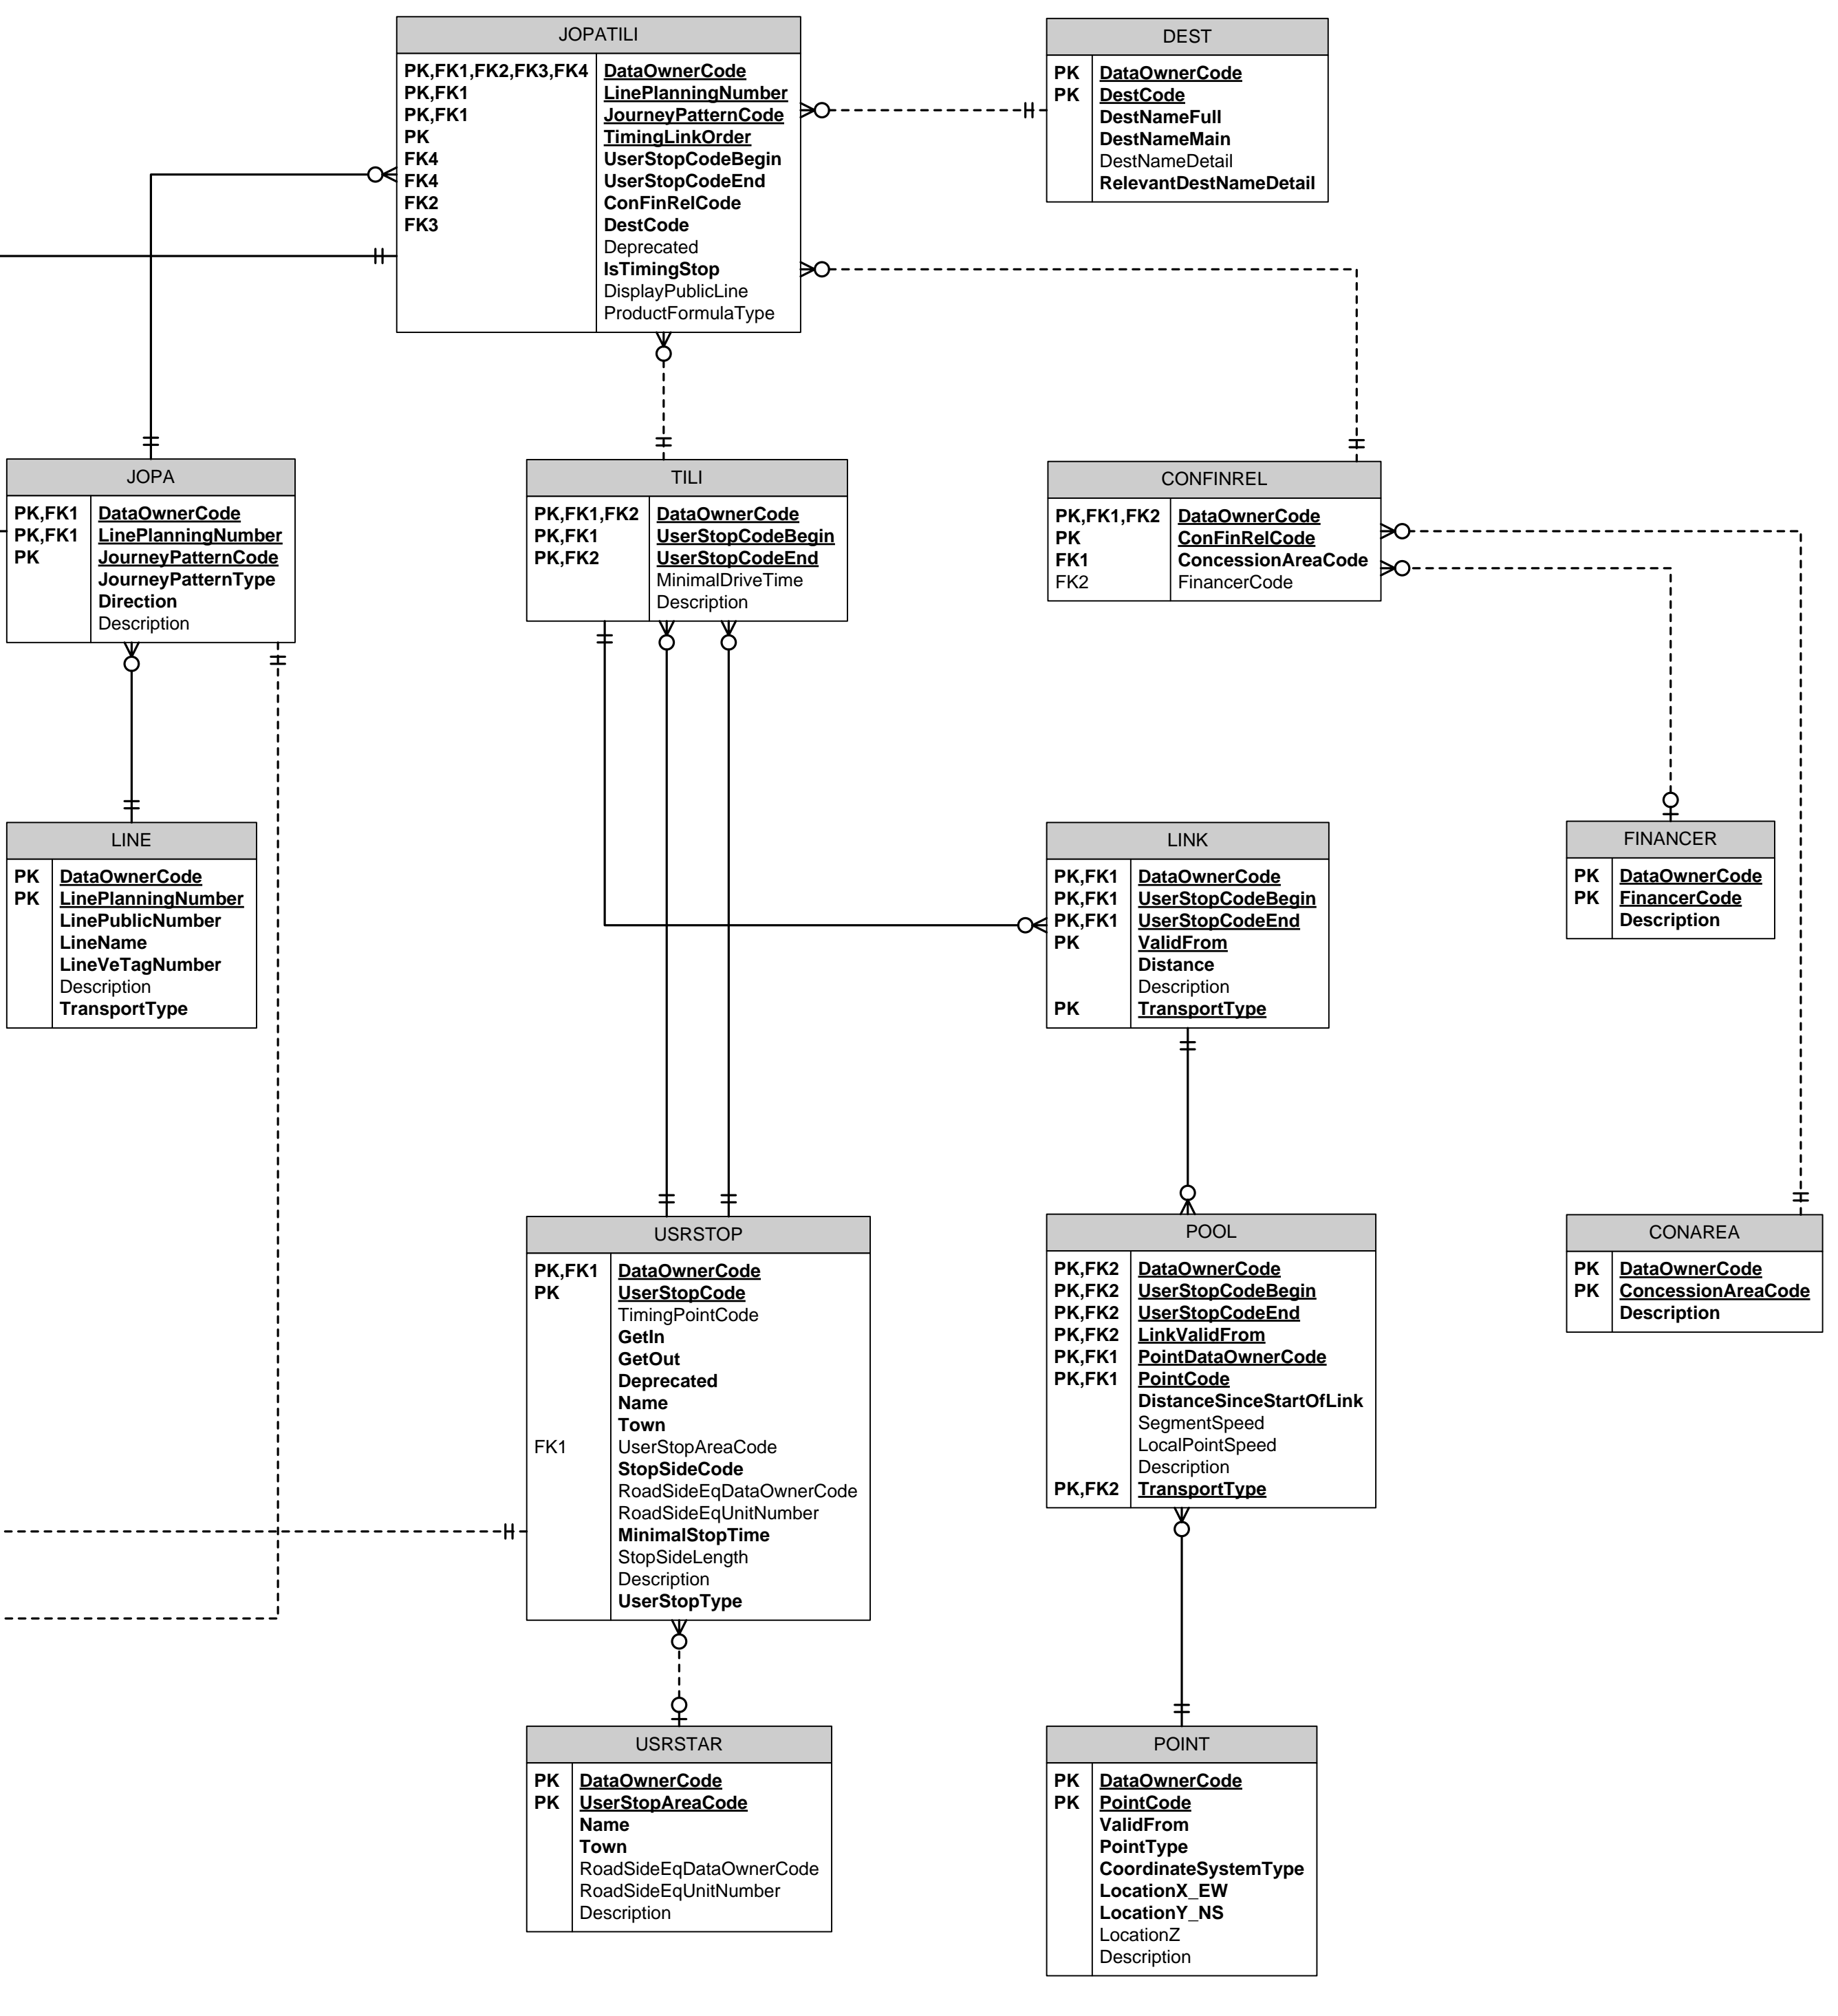 JOPATILI
PK,FK1,FK2,FK3,FK4 DataOwnerCode
PK,FK1 LinePlanningNumber
PK,FK1 JourneyPatternCode
PK TimingLinkOrder
FK4 UserStopCodeBegin
FK4 UserStopCodeEnd
FK2 ConFinRelCode
FK3 DestCode
Deprecated
IsTimingStop
DisplayPublicLine
ProductFormulaType
DEST
PK DataOwnerCode
PK DestCode
DestNameFull
DestNameMain
DestNameDetail
RelevantDestNameDetail
JOPA
PK,FK1 DataOwnerCode
PK,FK1 LinePlanningNumber
PK JourneyPatternCode
JourneyPatternType
Direction
Description
TILI
PK,FK1,FK2 DataOwnerCode
PK,FK1 UserStopCodeBegin
PK,FK2 UserStopCodeEnd
MinimalDriveTime
Description
CONFINREL
PK,FK1,FK2 DataOwnerCode
PK ConFinRelCode
FK1 ConcessionAreaCode
FK2 FinancerCode
LINE
PK DataOwnerCode
PK LinePlanningNumber
LinePublicNumber
LineName
LineVeTagNumber
Description
TransportType
LINK
PK,FK1 DataOwnerCode
PK,FK1 UserStopCodeBegin
PK,FK1 UserStopCodeEnd
PK ValidFrom
Distance
Description
PK TransportType
FINANCER
PK DataOwnerCode
PK FinancerCode
Description
USRSTOP
PK,FK1 DataOwnerCode
PK UserStopCode
TimingPointCode
GetIn
GetOut
Deprecated
Name
Town
FK1 UserStopAreaCode
StopSideCode
RoadSideEqDataOwnerCode
RoadSideEqUnitNumber
MinimalStopTime
StopSideLength
Description
UserStopType
POOL
PK,FK2 DataOwnerCode
PK,FK2 UserStopCodeBegin
PK,FK2 UserStopCodeEnd
PK,FK2 LinkValidFrom
PK,FK1 PointDataOwnerCode
PK,FK1 PointCode
DistanceSinceStartOfLink
SegmentSpeed
LocalPointSpeed
Description
PK,FK2 TransportType
CONAREA
PK DataOwnerCode
PK ConcessionAreaCode
Description
USRSTAR
PK DataOwnerCode
PK UserStopAreaCode
Name
Town
RoadSideEqDataOwnerCode
RoadSideEqUnitNumber
Description
POINT
PK DataOwnerCode
PK PointCode
ValidFrom
PointType
CoordinateSystemType
LocationX_EW
LocationY_NS
LocationZ
Description